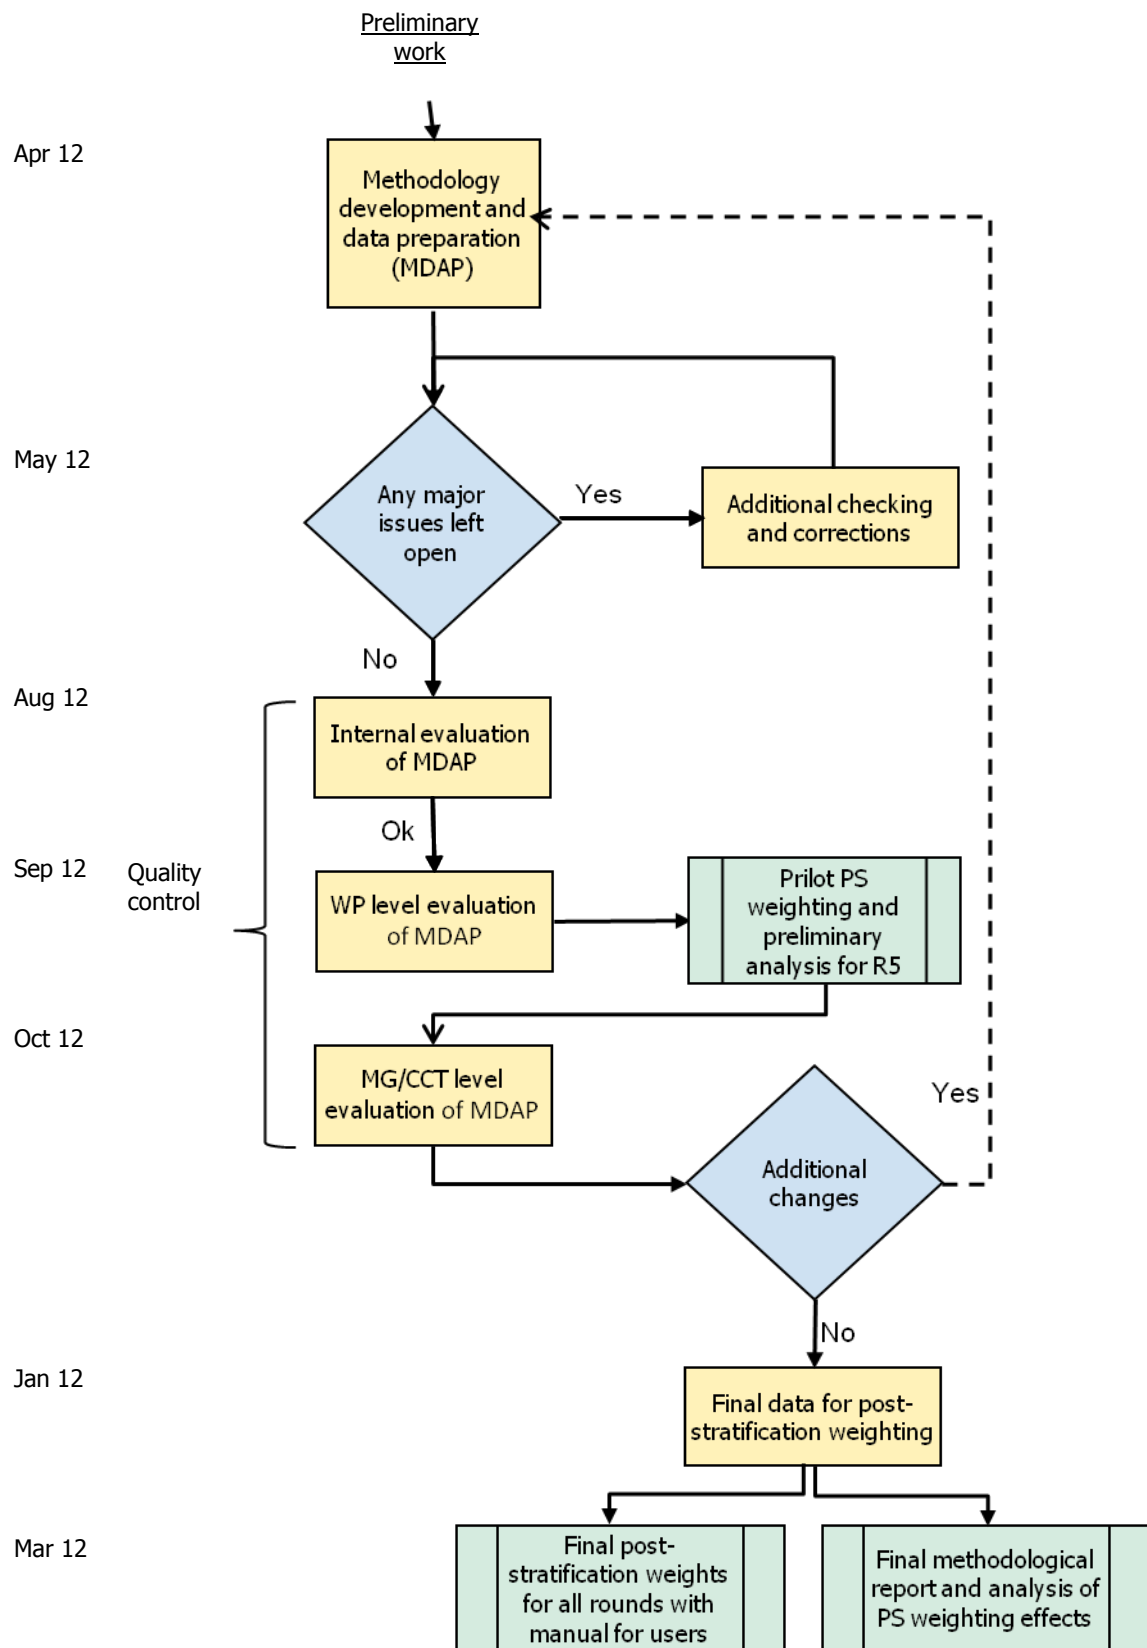 Preliminary
work
Apr 12
Methodology
development and
data preparation
(MDAP)
May 12
Any major
issues left
open
Yes
Additional checking
and corrections
No
Aug 12
Internal evaluation
of MDAP
Ok
Sep 12
Quality
control
WP level evaluation
of MDAP
Prilot PS
weighting and
preliminary
analysis for R5
Oct 12
MG/CCT level
evaluation of MDAP
Yes
Additional
changes
No
Jan 12
Final data for post-
stratification weighting
Mar 12
Final post-
stratification weights
for all rounds with
manual for users
Final methodological
report and analysis of
PS weighting effects